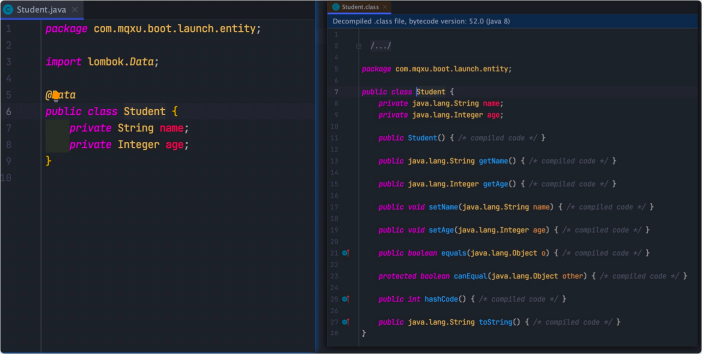 Student.java
1 package com.mqxu.boot.launch.entity;
2
3 import lombok.Data;
4
5 @Data
6 public class Student {
7 private String name;
8 private Integer age;
9 }
10
Student.class
Decompiled .class file, bytecode version: 52.0 (Java 8)
1
2 /.../
5
6 package com.mqxu.boot.launch.entity;
7 public class Student {
8 private java.lang.String name;
9 private java.lang.Integer age;
10
11 public Student() { /* compiled code */ }
12
13 public java.lang.String getName() { /* compiled code */ }
14
15 public java.lang.Integer getAge() { /* compiled code */ }
16
17 public void setName(java.lang.String name) { /* compiled code */ }
18
19 public void setAge(java.lang.Integer age) { /* compiled code */ }
20
21 public boolean equals(java.lang.Object o) { /* compiled code */ }
22
23 protected boolean canEqual(java.lang.Object other) { /* compiled code */ }
24
25 public int hashCode() { /* compiled code */ }
26
27 public java.lang.String toString() { /* compiled code */ }
28 }